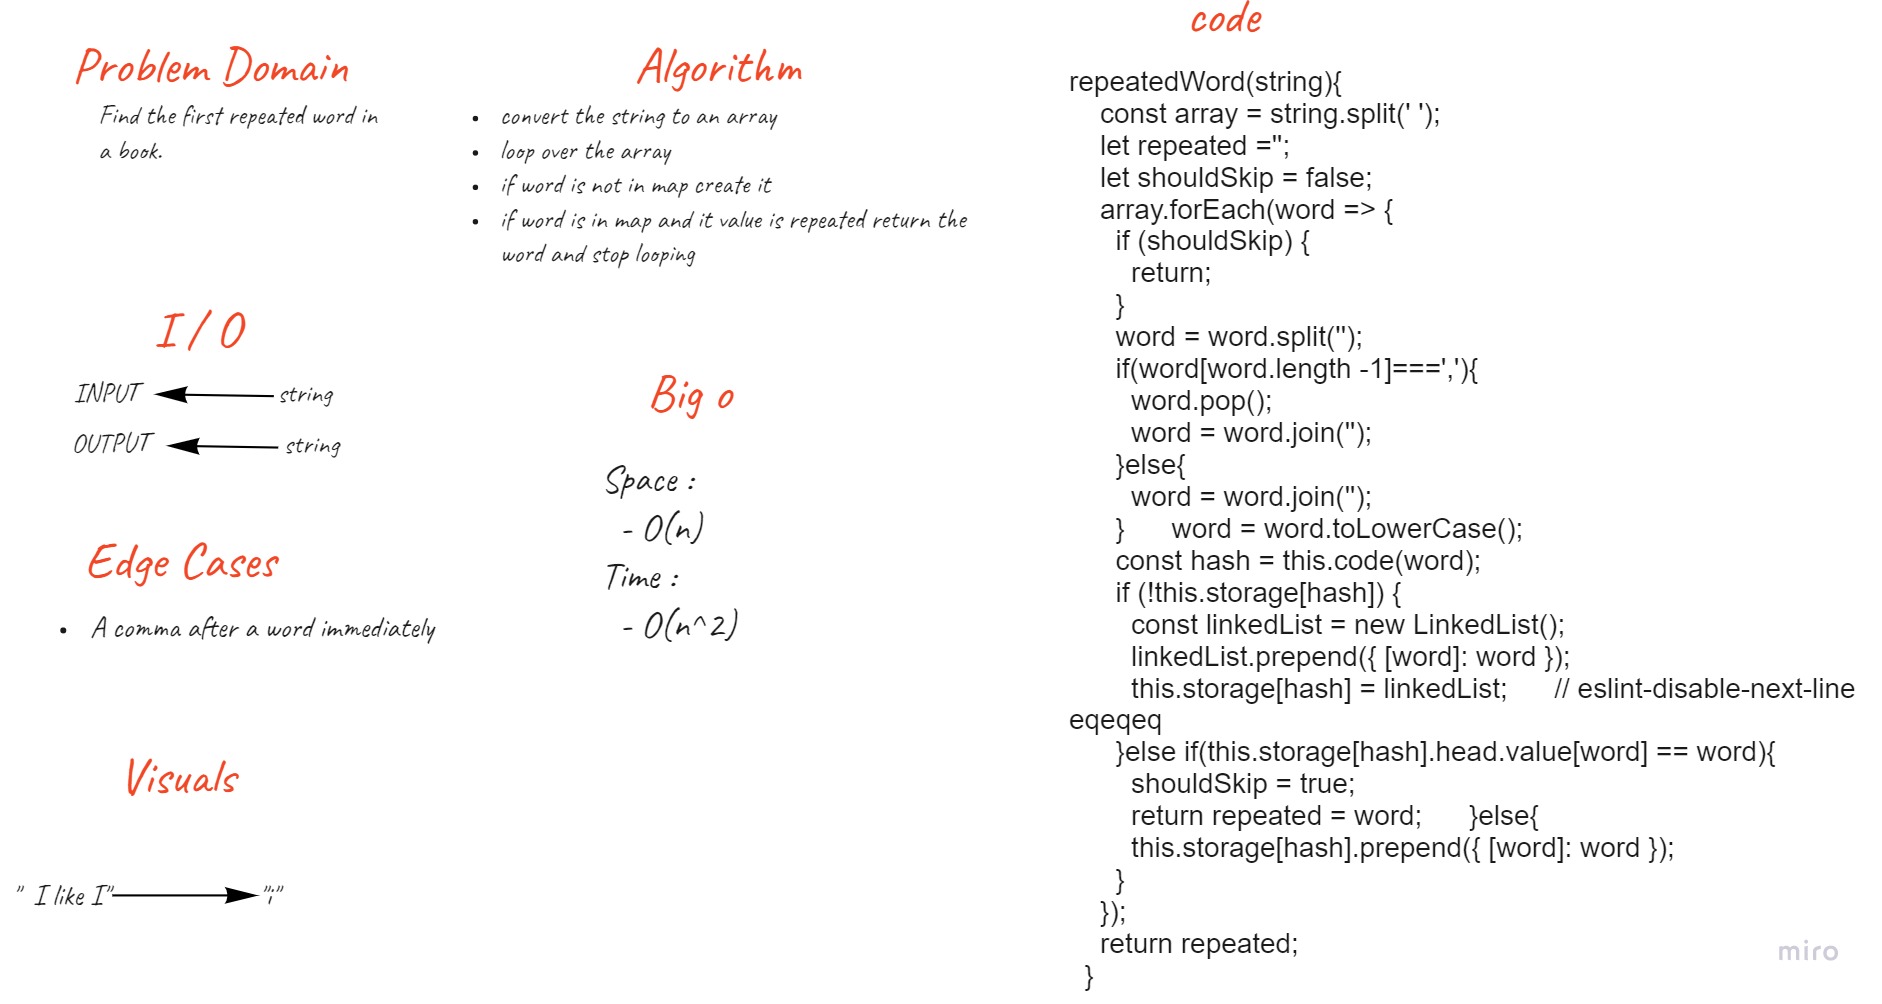 Problem Domain
Find the first repeated word in
a book.
I / O
INPUT string
OUTPUT string
Edge Cases
• A comma after a word immediately
Visuals
" I like I" "i"
Algorithm
• convert the string to an array
• loop over the array
• if word is not in map create it
• if word is in map and it value is repeated return the
word and stop looping
Big o
Space :
- O(n)
Time :
- O(n^2)
code
repeatedWord(string){
const array = string.split(' ');
let repeated ='';
let shouldSkip = false;
array.forEach(word => {
if (shouldSkip) {
return;
}
word = word.split('');
if(word[word.length -1]===','){
word.pop();
word = word.join('');
}else{
word = word.join('');
} word = word.toLowerCase();
const hash = this.code(word);
if (!this.storage[hash]) {
const linkedList = new LinkedList();
linkedList.prepend({ [word]: word });
this.storage[hash] = linkedList; // eslint-disable-next-line
eqeqeq
}else if(this.storage[hash].head.value[word] == word){
shouldSkip = true;
return repeated = word; }else{
this.storage[hash].prepend({ [word]: word });
}
});
return repeated;
}
miro